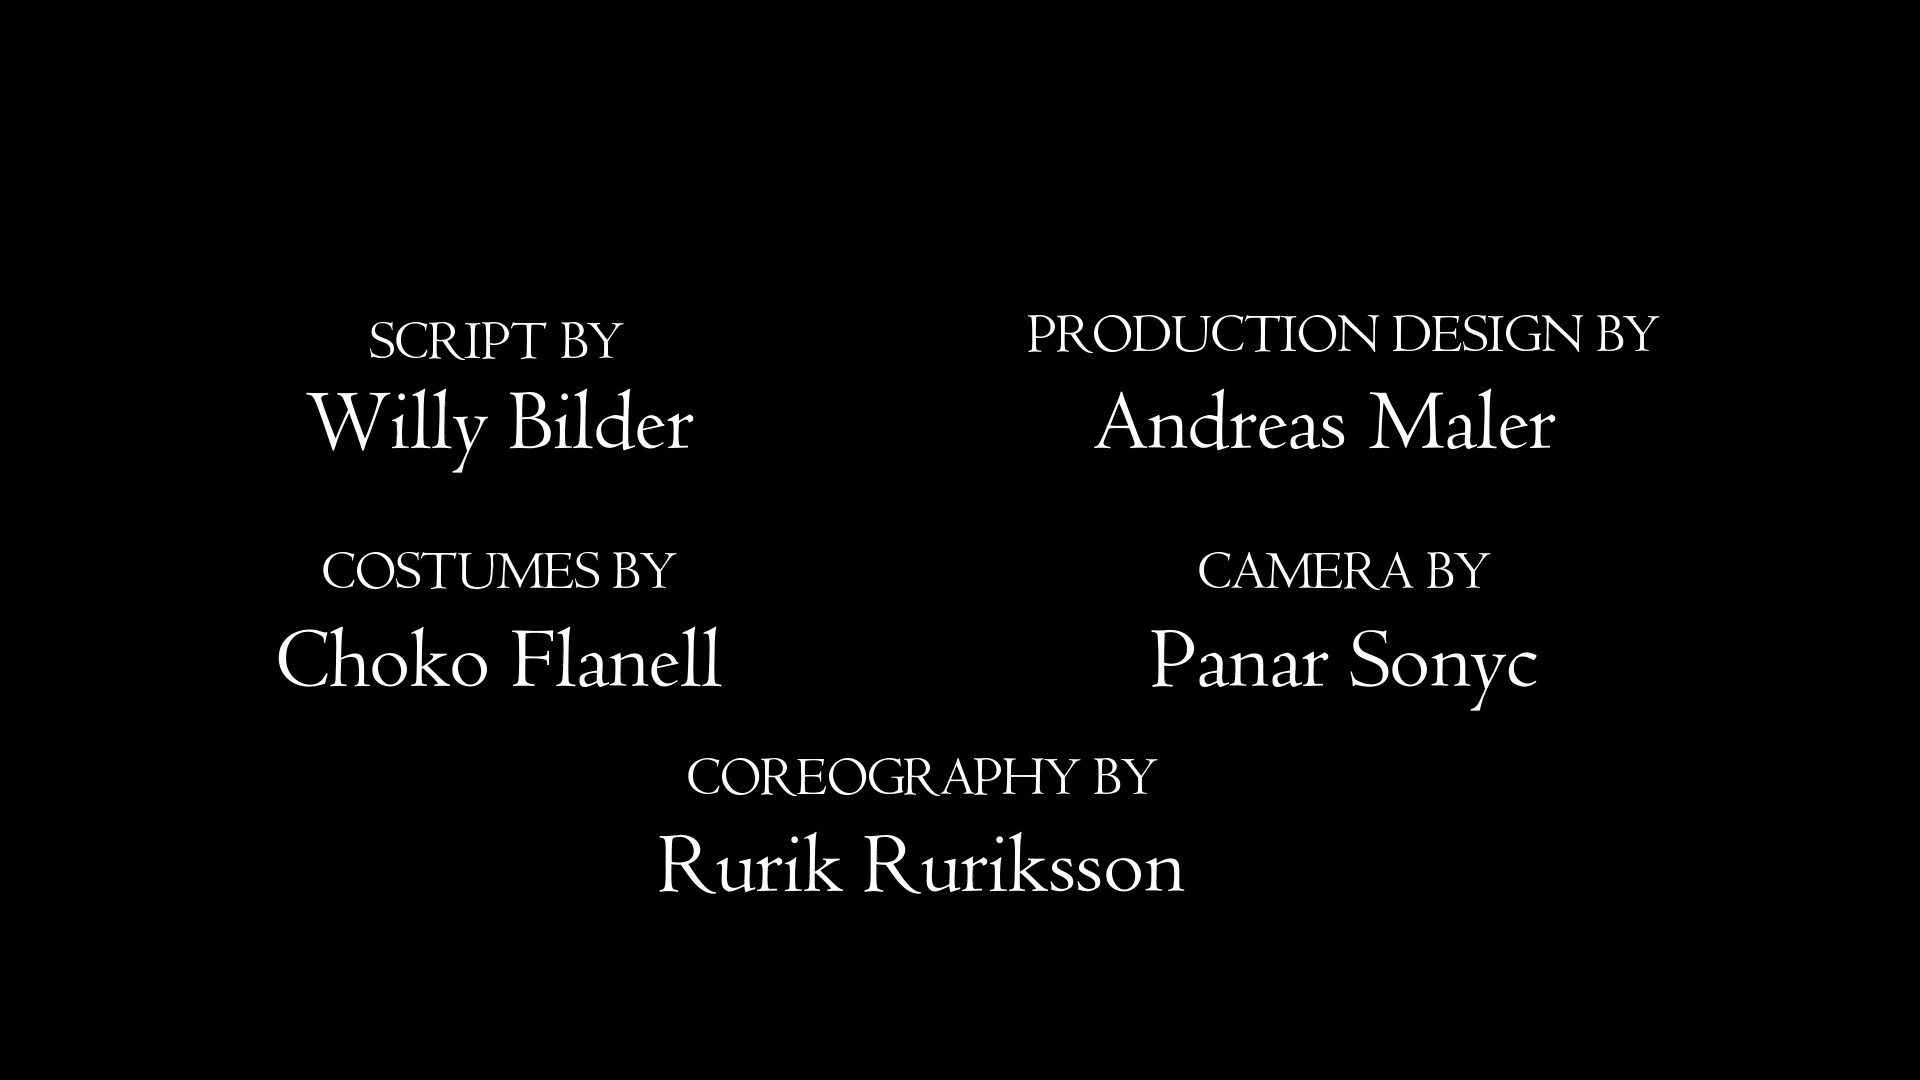 SCRIPT BY
Willy Bilder
PRODUCTION DESIGN BY
Andreas Maler
COSTUMES BY
Choko Flanell
CAMERA BY
Panar Sonyc
COREOGRAPHY BY
Rurik Ruriksson